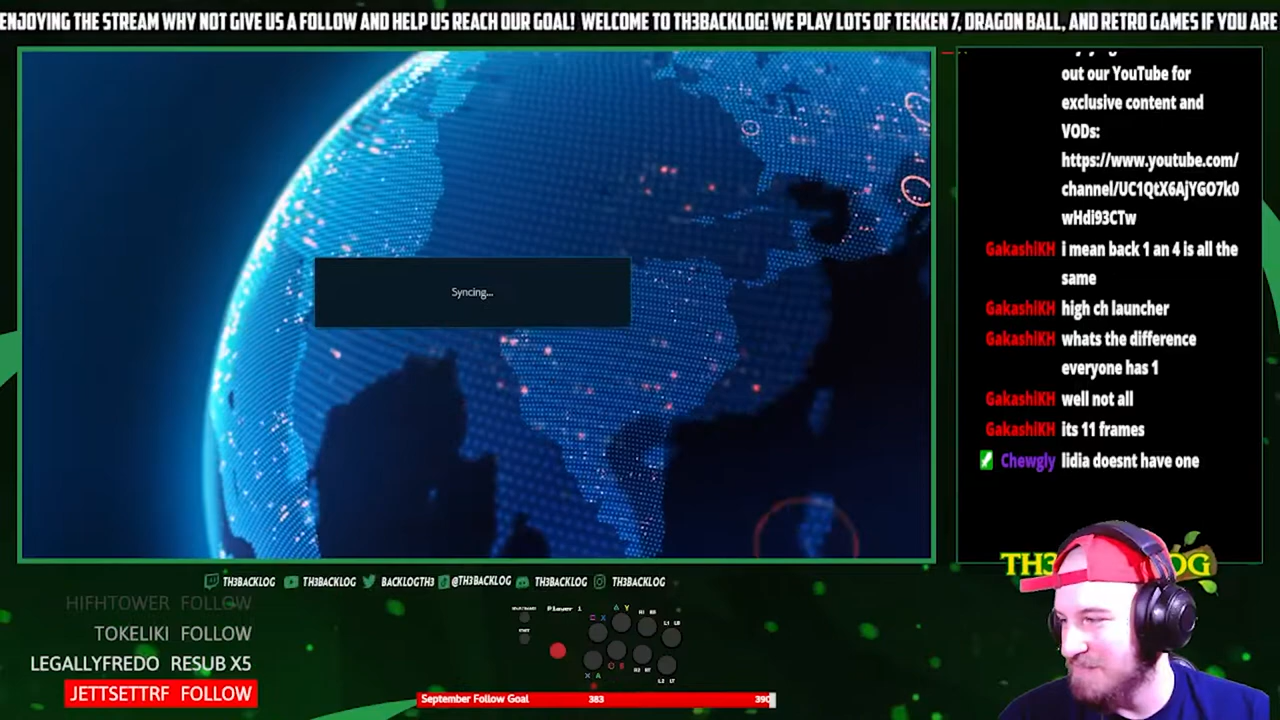 ENJOYING THE STREAM WHY NOT GIVE US A FOLLOW AND HELP US REACH OUR GOAL! WELCOME TO TH3BACKLOG! WE PLAY LOTS OF TEKKEN 7, DRAGON BALL, AND RETRO GAMES IF YOU ARE
out our YouTube for
exclusive content and
VODs:
https://www.youtube.com/
channel/UC1QtX6AjYGO7k0
wHdi93CTw
GakashiKH i mean back 1 an 4 is all the
same
GakashiKH high ch launcher
GakashiKH whats the difference
everyone has 1
GakashiKH well not all
GakashiKH its 11 frames
Chewgly lidia doesnt have one
Syncing...
TH3BACKLOG TH3BACKLOG BACKLOGTH3 @TH3BACKLOG TH3BACKLOG TH3BACKLOG
HIFHTOWER FOLLOW
TOKELIKI FOLLOW
LEGALLYFREDO RESUB X5
JETTSETTRF FOLLOW
Player 1
September Follow Goal 383 390